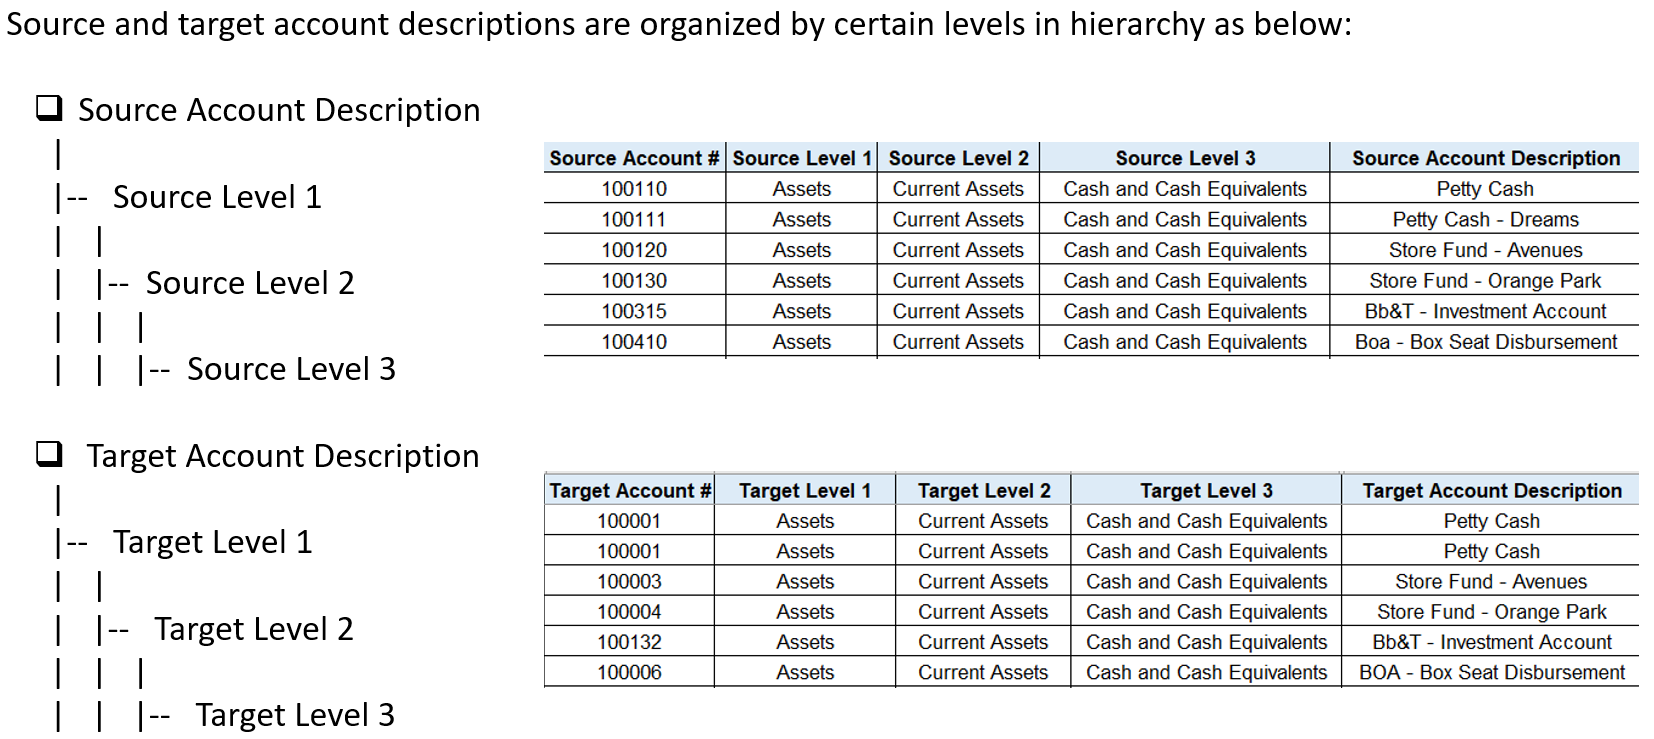 Source and target account descriptions are organized by certain levels in hierarchy as below:
Source Account Description
|
|-- Source Level 1
| |
| |-- Source Level 2
| | |
| | |-- Source Level 3
Source Account # Source Level 1 Source Level 2 Source Level 3 Source Account Description
100110 Assets Current Assets Cash and Cash Equivalents Petty Cash
100111 Assets Current Assets Cash and Cash Equivalents Petty Cash - Dreams
100120 Assets Current Assets Cash and Cash Equivalents Store Fund - Avenues
100130 Assets Current Assets Cash and Cash Equivalents Store Fund - Orange Park
100315 Assets Current Assets Cash and Cash Equivalents Bb&T - Investment Account
100410 Assets Current Assets Cash and Cash Equivalents Boa - Box Seat Disbursement
Target Account Description
|
|-- Target Level 1
| |
| |-- Target Level 2
| | |
| | |-- Target Level 3
Target Account # Target Level 1 Target Level 2 Target Level 3 Target Account Description
100001 Assets Current Assets Cash and Cash Equivalents Petty Cash
100001 Assets Current Assets Cash and Cash Equivalents Petty Cash
100003 Assets Current Assets Cash and Cash Equivalents Store Fund - Avenues
100004 Assets Current Assets Cash and Cash Equivalents Store Fund - Orange Park
100132 Assets Current Assets Cash and Cash Equivalents Bb&T - Investment Account
100006 Assets Current Assets Cash and Cash Equivalents BOA - Box Seat Disbursement